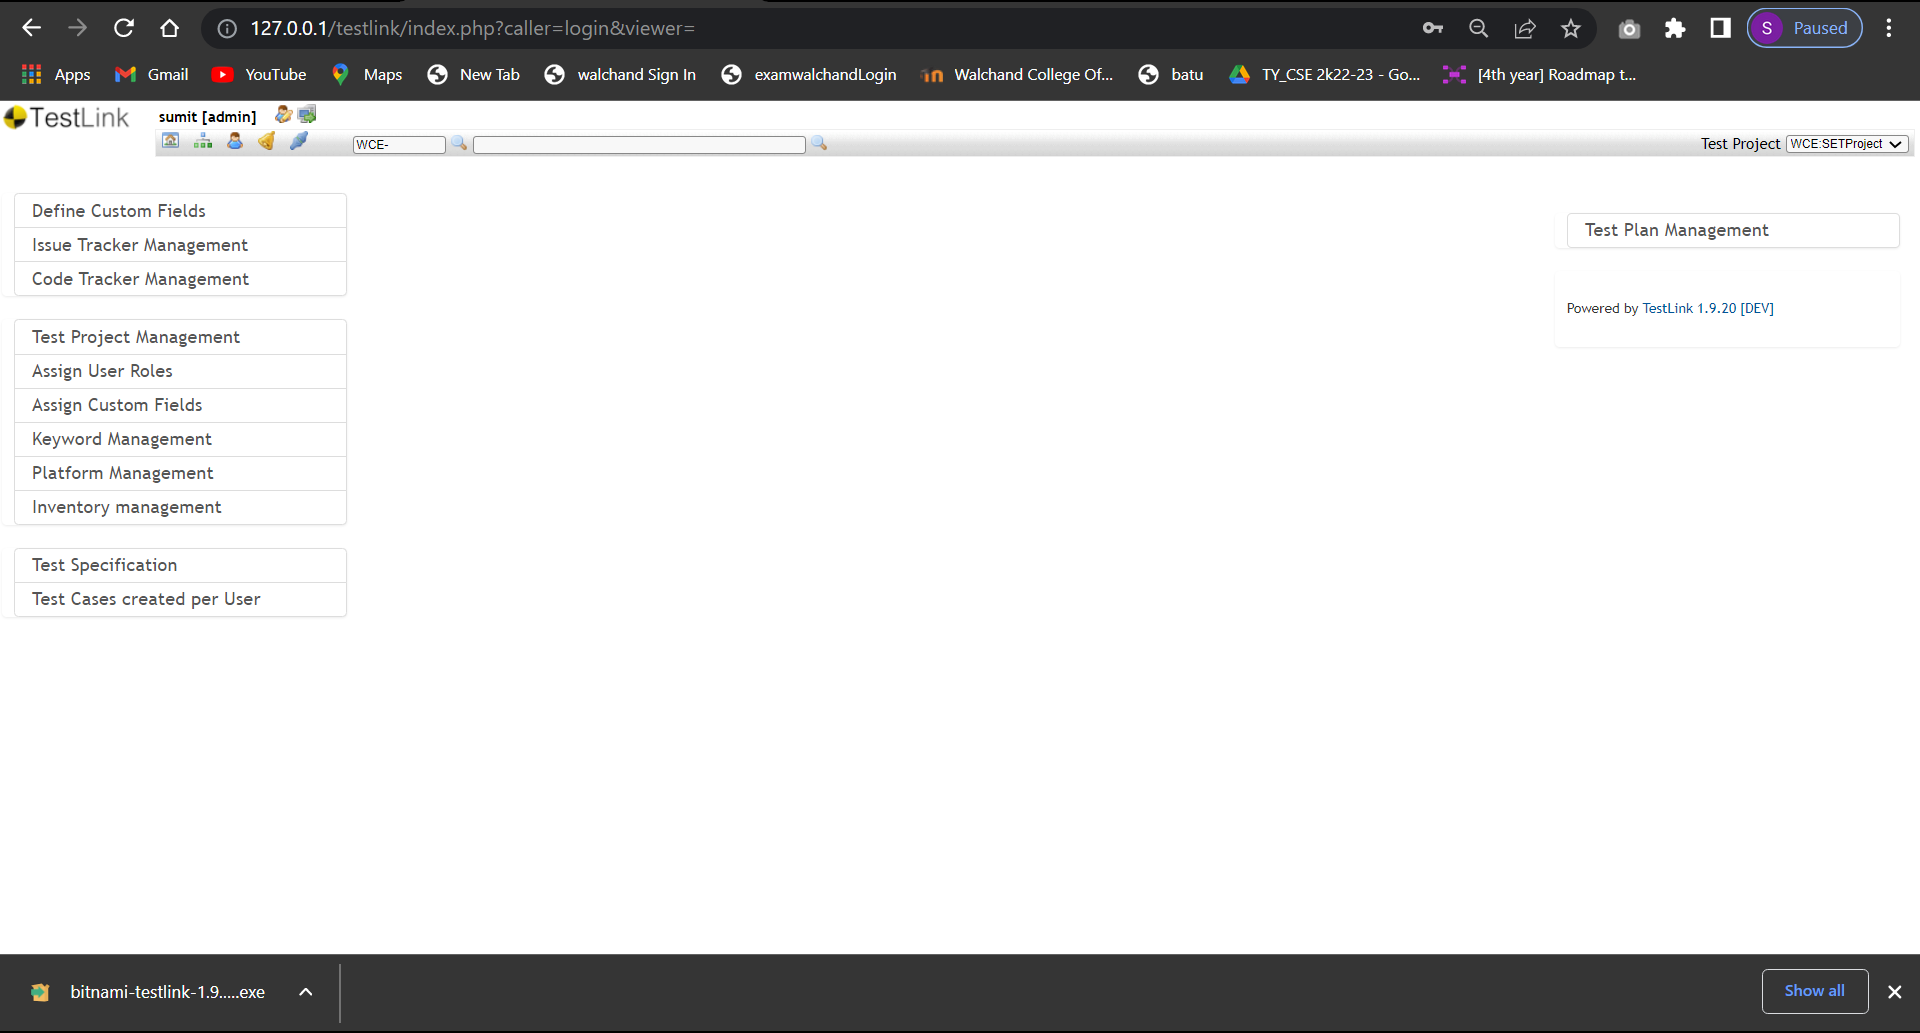 127.0.0.1/testlink/index.php?caller=login&viewer=
S Paused
Apps Gmail YouTube Maps New Tab walchand Sign In examwalchandLogin Walchand College Of... batu TY_CSE 2k22-23 - Go... [4th year] Roadmap t...
TestLink sumit [admin]
WCE- Test Project WCE:SETProject
Define Custom Fields
Issue Tracker Management
Code Tracker Management
Test Project Management
Assign User Roles
Assign Custom Fields
Keyword Management
Platform Management
Inventory management
Test Specification
Test Cases created per User
Test Plan Management
Powered by TestLink 1.9.20 [DEV]
bitnami-testlink-1.9.....exe
Show all